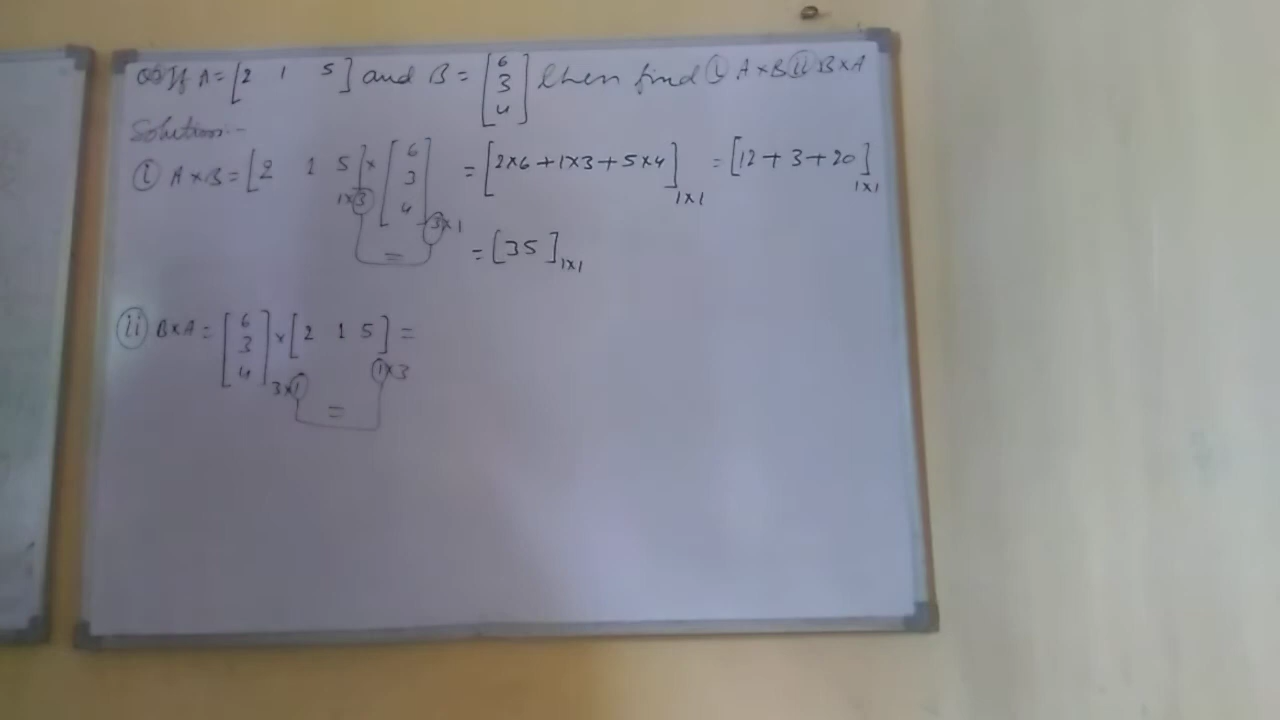 Q3 If A = [2 1 5] and B = [6 3 4] then find (i) A×B (ii) B×A
Solution:-
(i) A×B = [2 1 5]1×3 × [6 3 4]3×1 = [2×6+1×3+5×4]1×1 = [12+3+20]1×1
=
= [35]1×1
(ii) B×A = [6 3 4]3×1 × [2 1 5]1×3 =
=